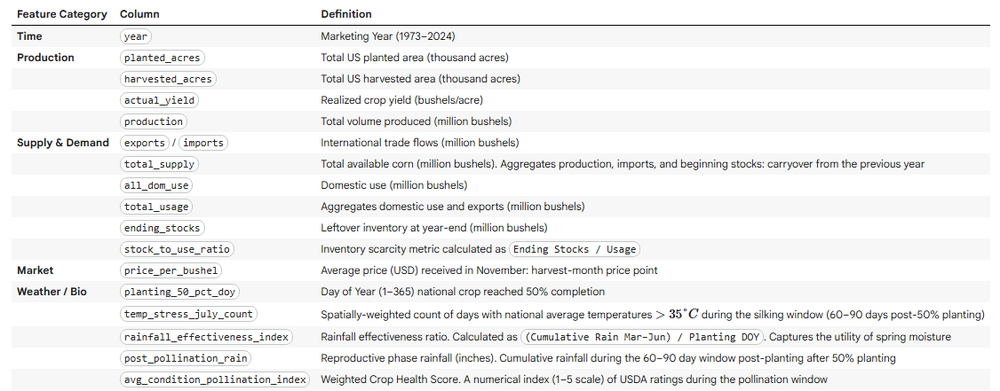 Feature Category Column Definition
Time year Marketing Year (1973–2024)
Production planted_acres Total US planted area (thousand acres)
harvested_acres Total US harvested area (thousand acres)
actual_yield Realized crop yield (bushels/acre)
production Total volume produced (million bushels)
Supply & Demand exports / imports International trade flows (million bushels)
total_supply Total available corn (million bushels). Aggregates production, imports, and beginning stocks: carryover from the previous year
all_dom_use Domestic use (million bushels)
total_usage Aggregates domestic use and exports (million bushels)
ending_stocks Leftover inventory at year-end (million bushels)
stock_to_use_ratio Inventory scarcity metric calculated as Ending Stocks / Usage
Market price_per_bushel Average price (USD) received in November: harvest-month price point
Weather / Bio planting_50_pct_doy Day of Year (1–365) national crop reached 50% completion
temp_stress_july_count Spatially-weighted count of days with national average temperatures > 35°C during the silking window (60–90 days post-50% planting)
rainfall_effectiveness_index Rainfall effectiveness ratio. Calculated as (Cumulative Rain Mar–Jun) / Planting DOY. Captures the utility of spring moisture
post_pollination_rain Reproductive phase rainfall (inches). Cumulative rainfall during the 60–90 day window post-planting after 50% planting
avg_condition_pollination_index Weighted Crop Health Score. A numerical index (1–5 scale) of USDA ratings during the pollination window